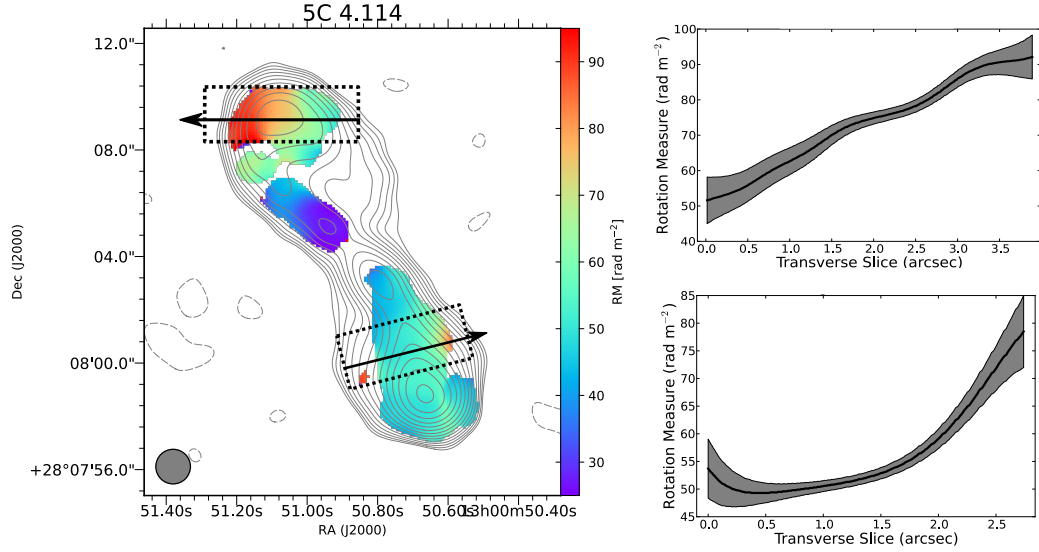 5C 4.114
12.0"
08.0"
04.0"
08'00.0"
+28°07'56.0"
Dec (J2000)
51.40s 51.20s 51.00s 50.80s 50.60s 13h00m50.40s
RA (J2000)
90
80
70
60
50
40
30
RM [rad m⁻²]
100
90
80
70
60
50
40
Rotation Measure (rad m⁻²)
0.0 0.5 1.0 1.5 2.0 2.5 3.0 3.5
Transverse Slice (arcsec)
85
80
75
70
65
60
55
50
45
Rotation Measure (rad m⁻²)
0.0 0.5 1.0 1.5 2.0 2.5
Transverse Slice (arcsec)